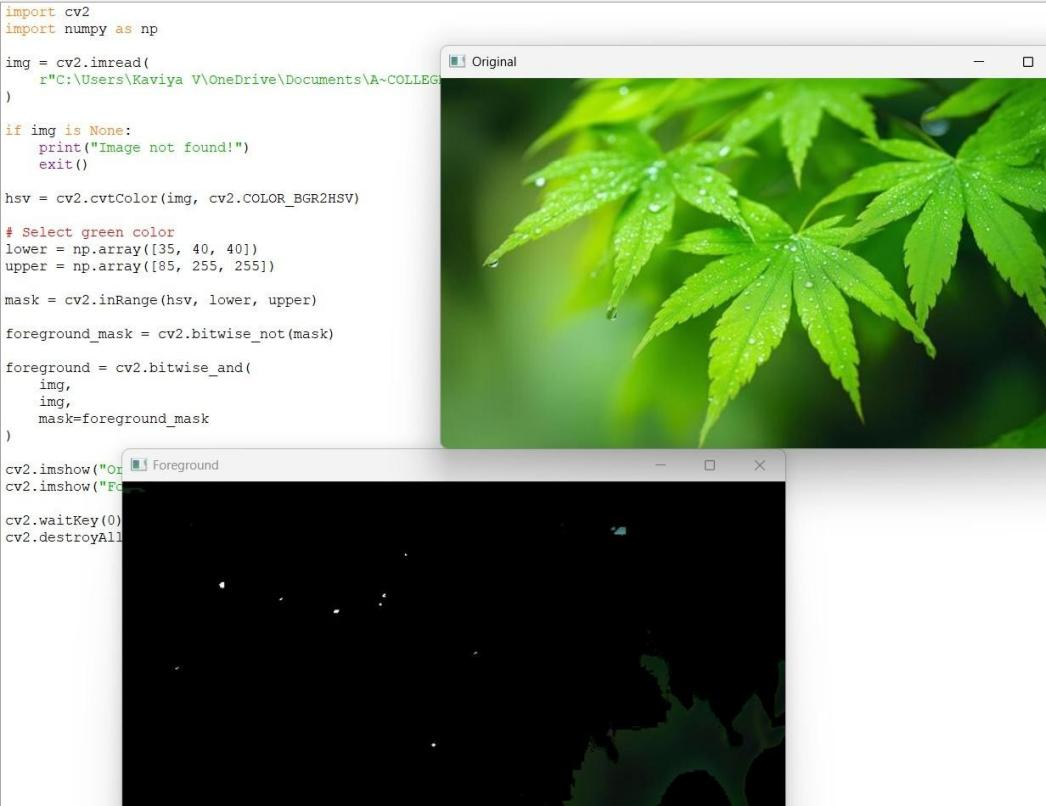 import cv2
import numpy as np
img = cv2.imread(
r"C:\Users\Kaviya V\OneDrive\Documents\A~COLLEG
)
if img is None:
print("Image not found!")
exit()
hsv = cv2.cvtColor(img, cv2.COLOR_BGR2HSV)
# Select green color
lower = np.array([35, 40, 40])
upper = np.array([85, 255, 255])
mask = cv2.inRange(hsv, lower, upper)
foreground_mask = cv2.bitwise_not(mask)
foreground = cv2.bitwise_and(
img,
img,
mask=foreground_mask
)
cv2.imshow("Or
cv2.imshow("Fo
cv2.waitKey(0)
cv2.destroyAll
Original
Foreground